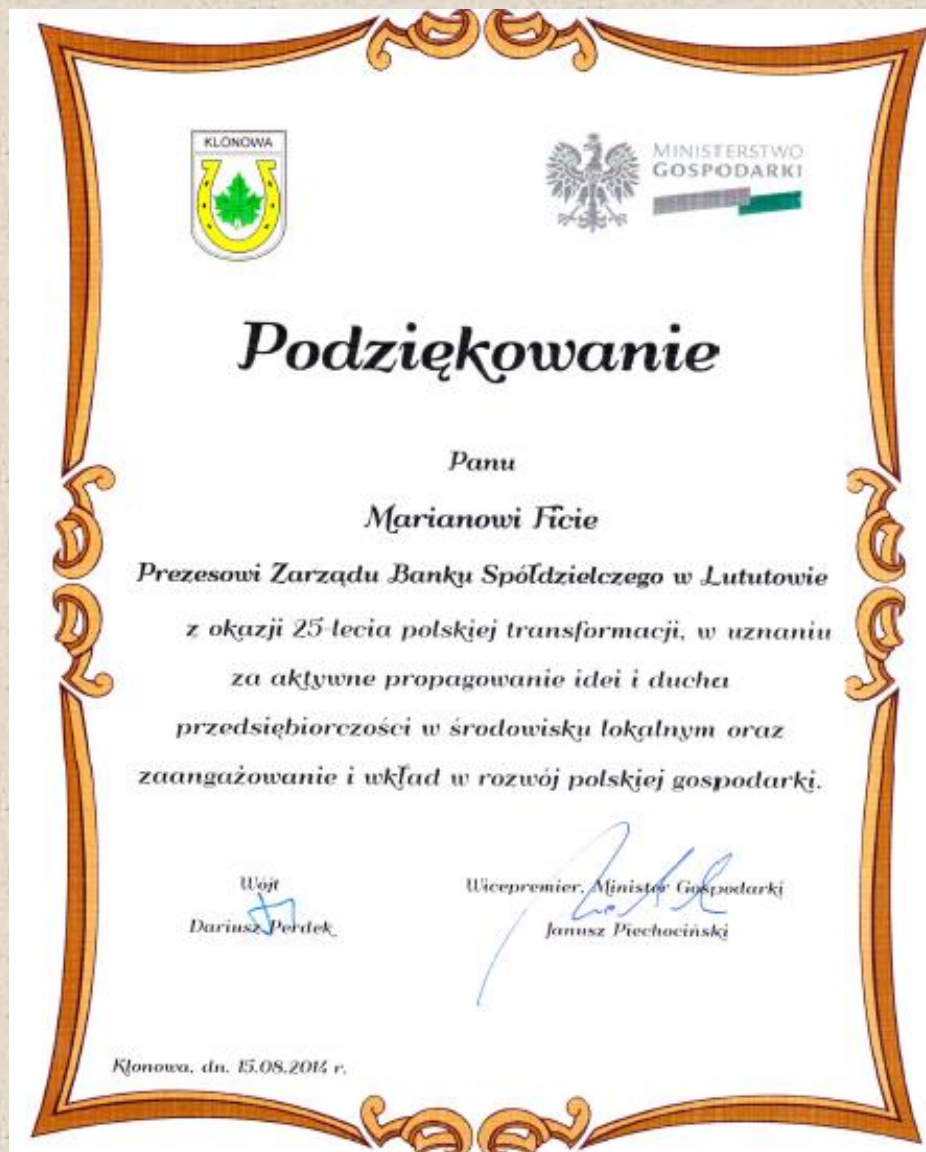 KLONOWA
MINISTERSTWO
GOSPODARKI
Podziękowanie
Panu
Marianowi Ficie
Prezesowi Zarządu Banku Spółdzielczego w Lututowie
z okazji 25-lecia polskiej transformacji, w uznaniu
za aktywne propagowanie idei i ducha
przedsiębiorczości w środowisku lokalnym oraz
zaangażowanie i wkład w rozwój polskiej gospodarki.
Wójt
Dariusz Perdek
Wicepremier, Minister Gospodarki
Janusz Piechociński
Klonowa, dn. 15.08.2014 r.